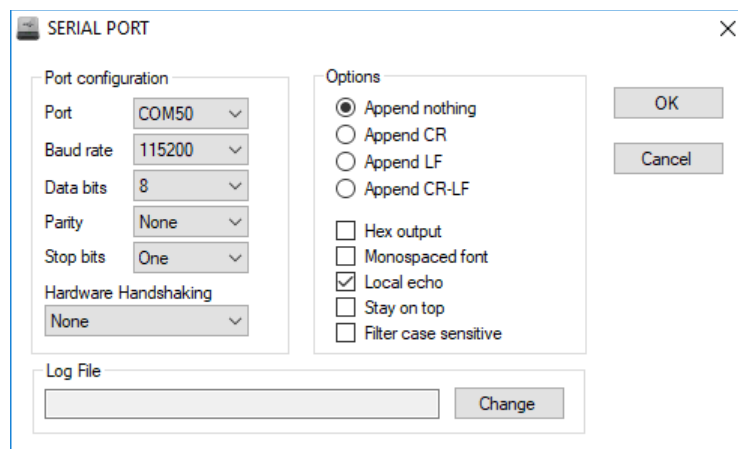 SERIAL PORT
Port configuration
Port COM50
Baud rate 115200
Data bits 8
Parity None
Stop bits One
Hardware Handshaking
None
Options
Append nothing
Append CR
Append LF
Append CR-LF
Hex output
Monospaced font
Local echo
Stay on top
Filter case sensitive
OK
Cancel
Log File
Change